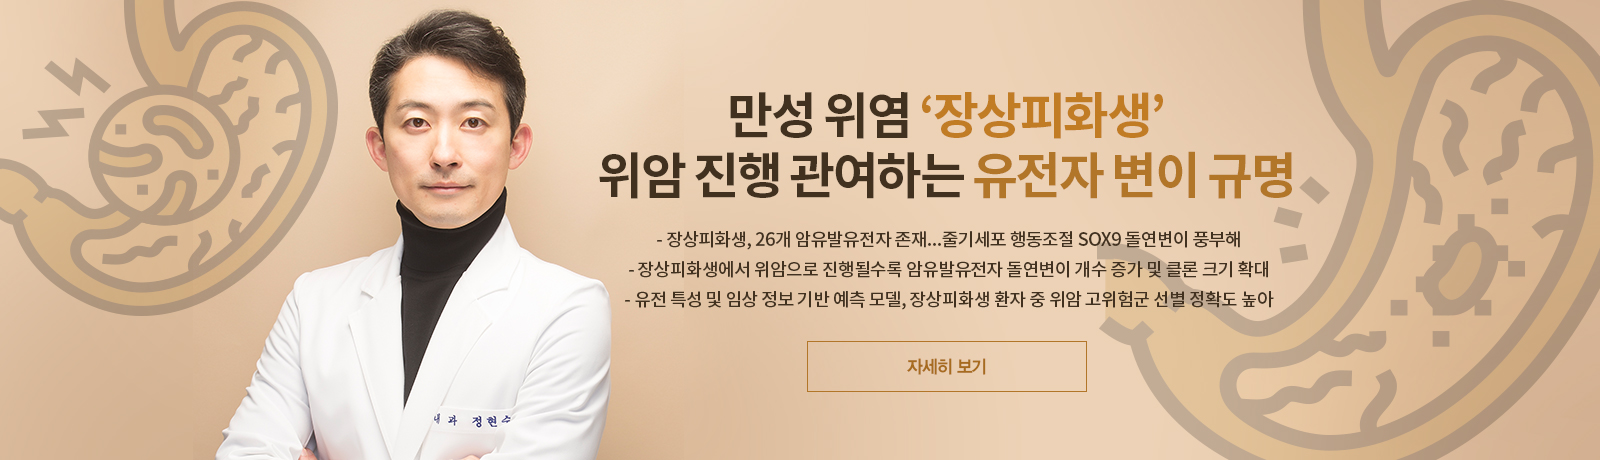 만성 위염 ‘장상피화생’
위암 진행 관여하는 유전자 변이 규명
- 장상피화생, 26개 암유발유전자 존재...줄기세포 행동조절 SOX9 돌연변이 풍부해
- 장상피화생에서 위암으로 진행될수록 암유발유전자 돌연변이 개수 증가 및 클론 크기 확대
- 유전 특성 및 임상 정보 기반 예측 모델, 장상피화생 환자 중 위암 고위험군 선별 정확도 높아
자세히 보기
과 정현수